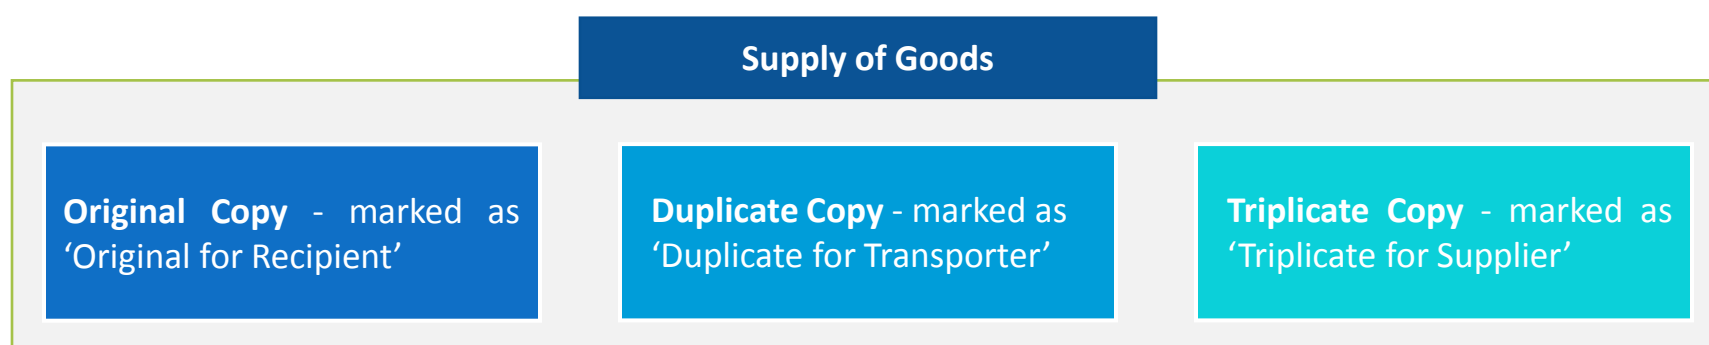 Supply of Goods
Original Copy - marked as
‘Original for Recipient’
Duplicate Copy - marked as
‘Duplicate for Transporter’
Triplicate Copy - marked as
‘Triplicate for Supplier’